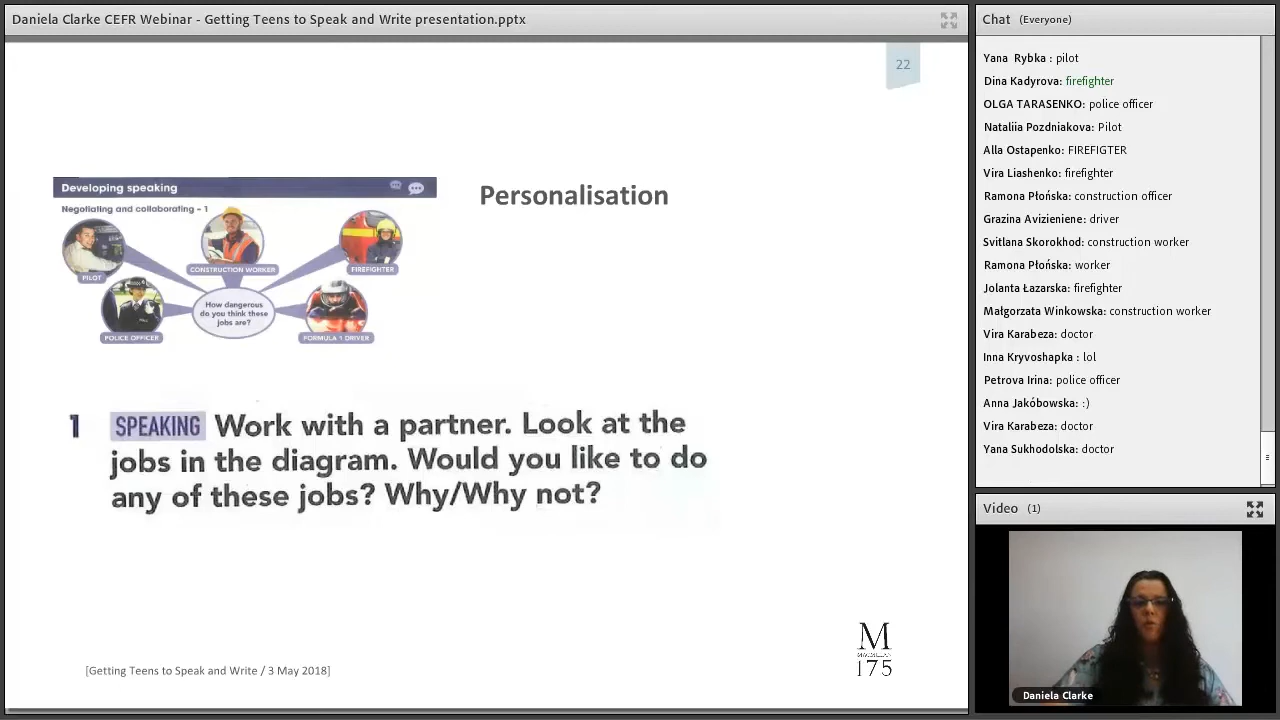 Daniela Clarke CEFR Webinar - Getting Teens to Speak and Write presentation.pptx
22
Developing speaking
Negotiating and collaborating – 1
PILOT
CONSTRUCTION WORKER
FIREFIGHTER
POLICE OFFICER
How dangerous
do you think these
jobs are?
FORMULA 1 DRIVER
Personalisation
1 SPEAKING Work with a partner. Look at the
jobs in the diagram. Would you like to do
any of these jobs? Why/Why not?
[Getting Teens to Speak and Write / 3 May 2018]
M
MACMILLAN
175
Chat (Everyone)
Yana Rybka : pilot
Dina Kadyrova: firefighter
OLGA TARASENKO: police officer
Nataliia Pozdniakova: Pilot
Alla Ostapenko: FIREFIGTER
Vira Liashenko: firefighter
Ramona Płońska: construction officer
Grazina Avizieniene: driver
Svitlana Skorokhod: construction worker
Ramona Płońska: worker
Jolanta Łazarska: firefighter
Małgorzata Winkowska: construction worker
Vira Karabeza: doctor
Inna Kryvoshapka : lol
Petrova Irina: police officer
Anna Jakóbowska: :)
Vira Karabeza: doctor
Yana Sukhodolska: doctor
Video (1)
Daniela Clarke